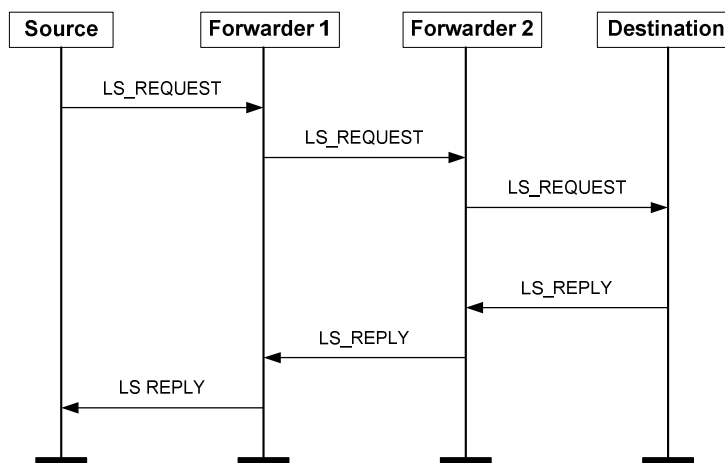 Source
Forwarder 1
Forwarder 2
Destination
LS_REQUEST
LS_REQUEST
LS_REQUEST
LS_REPLY
LS_REPLY
LS REPLY